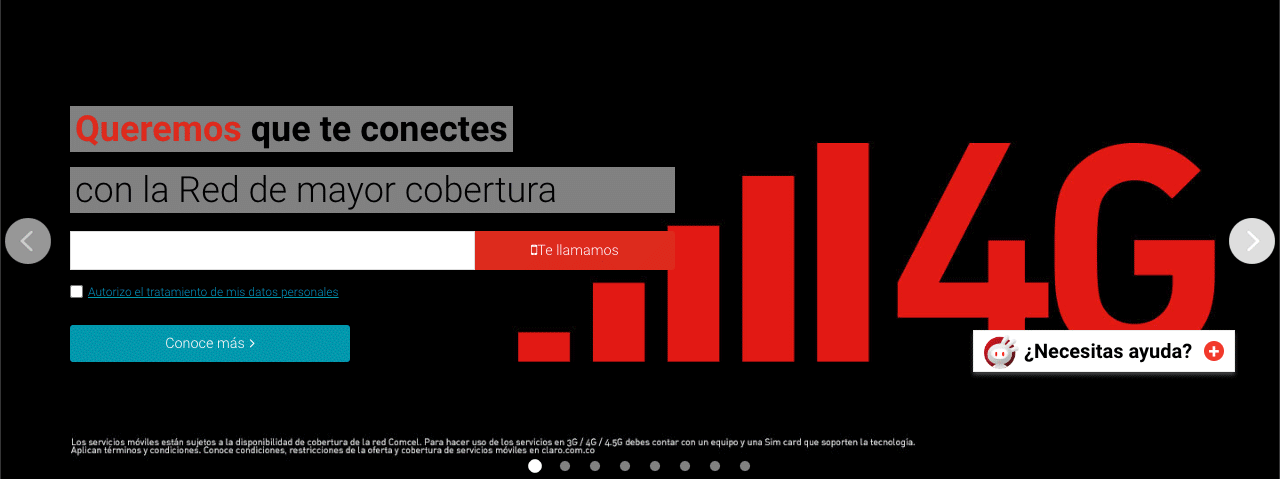 Queremos que te conectes
con la Red de mayor cobertura
Te llamamos
Autorizo el tratamiento de mis datos personales
Conoce más
4G
¿Necesitas ayuda?
Los servicios móviles están sujetos a la disponibilidad de cobertura de la red Comcel. Para hacer uso de los servicios en 3G / 4G / 4.5G debes contar con un equipo y una Sim card que soporten la tecnología.
Aplican términos y condiciones. Conoce condiciones, restricciones de la oferta y cobertura de servicios móviles en claro.com.co